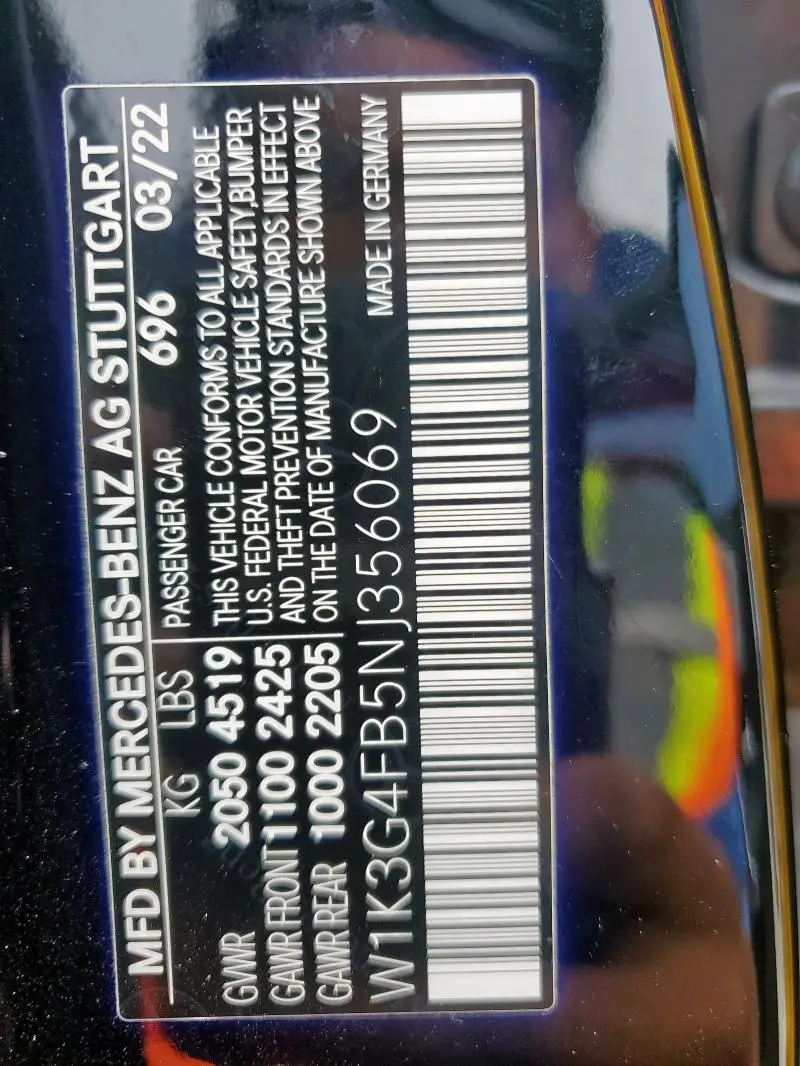 MFD BY MERCEDES-BENZ AG STUTTGART
KG LBS PASSENGER CAR 696 03/22
GVWR 2050 4519 THIS VEHICLE CONFORMS TO ALL APPLICABLE
U.S. FEDERAL MOTOR VEHICLE SAFETY,BUMPER
GAWR FRONT 1100 2425 AND THEFT PREVENTION STANDARDS IN EFFECT
GAWR REAR 1000 2205 ON THE DATE OF MANUFACTURE SHOWN ABOVE
W1K3G4FB5NJ356069 MADE IN GERMANY